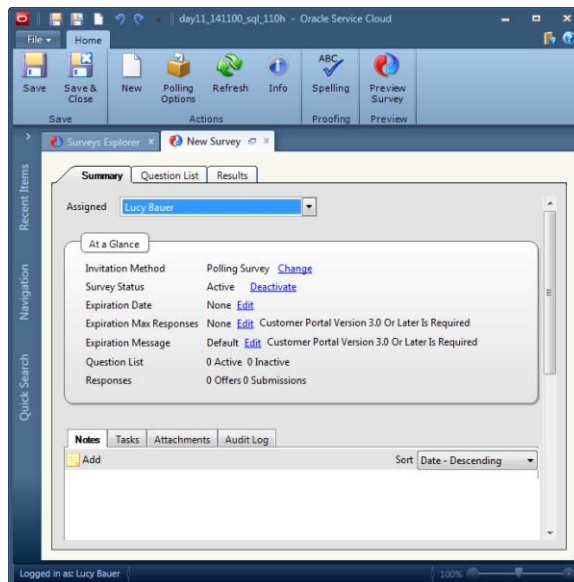 day11_141100_sql_110h - Oracle Service Cloud
File Home
Save Save & Close New Polling Options Refresh Info ABC Spelling Preview Survey
Save Actions Proofing Preview
Surveys Explorer New Survey
Recent Items
Navigation
Quick Search
Summary Question List Results
Assigned Lucy Bauer
At a Glance
Invitation Method Polling Survey Change
Survey Status Active Deactivate
Expiration Date None Edit
Expiration Max Responses None Edit Customer Portal Version 3.0 Or Later Is Required
Expiration Message Default Edit Customer Portal Version 3.0 Or Later Is Required
Question List 0 Active 0 Inactive
Responses 0 Offers 0 Submissions
Notes Tasks Attachments Audit Log
Add Sort Date - Descending
Logged in as: Lucy Bauer 100%